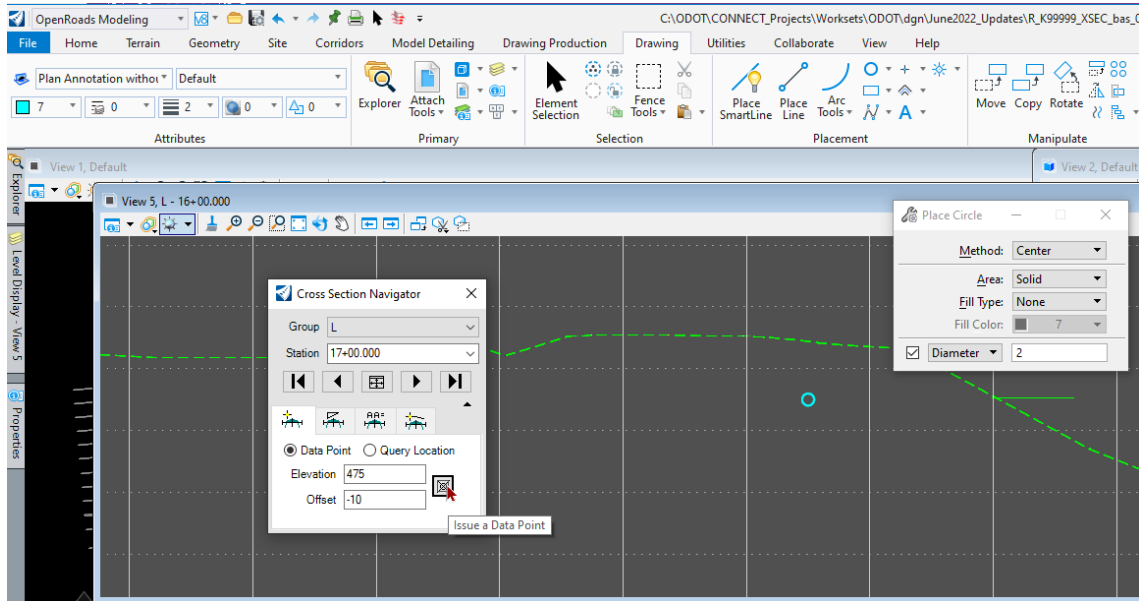 OpenRoads Modeling
C:\ODOT\CONNECT_Projects\Worksets\ODOT\dgn\June2022_Updates\R_K99999_XSEC_bas_0
File Home Terrain Geometry Site Corridors Model Detailing Drawing Production Drawing Utilities Collaborate View Help
Plan Annotation withou Default
7 0 2 0 0
Attributes
Explorer
Attach
Tools
Primary
Element
Selection
Fence
Tools
Selection
Place
SmartLine
Place
Line
Arc
Tools
Placement
Move Copy Rotate
Manipulate
View 1, Default
View 2, Default
Explorer
Level Display - View 5
Properties
View 5, L - 16+00.000
Cross Section Navigator
Group L
Station 17+00.000
Data Point Query Location
Elevation 475
Offset -10
Issue a Data Point
Place Circle
Method: Center
Area: Solid
Fill Type: None
Fill Color: 7
Diameter 2